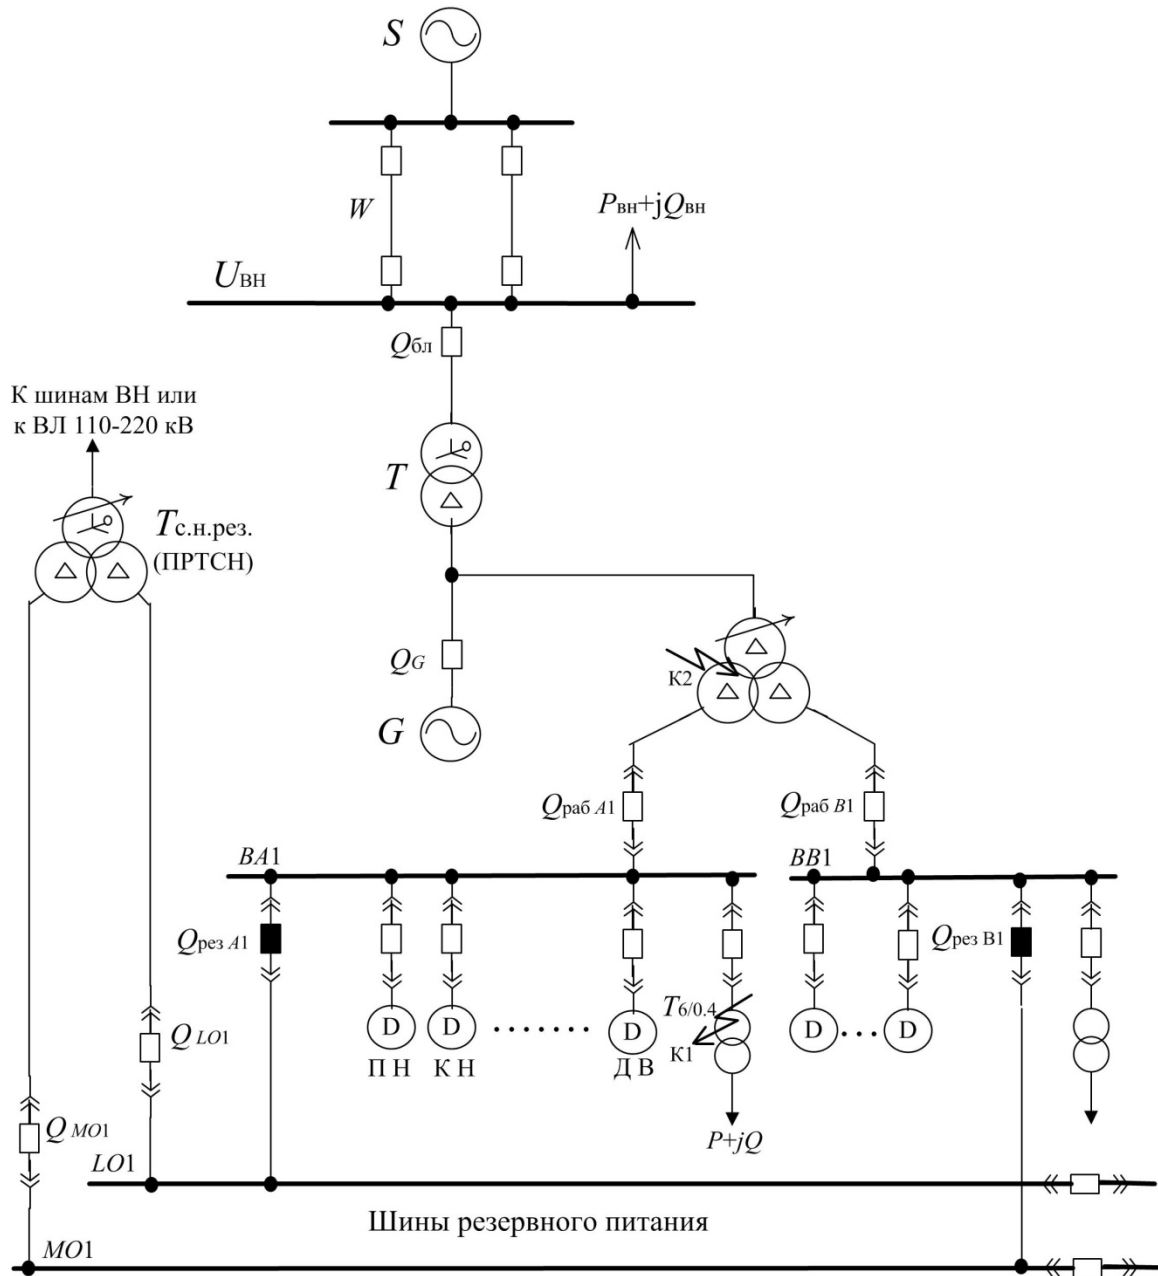 S
W
Pвн+jQвн
Uвн
Qбл
К шинам ВН или
к ВЛ 110-220 кВ
T
Tс.н.рез.
(ПРТСН)
QG
К2
G
Qраб A1
Qраб B1
BA1
BB1
Qрез A1
Qрез В1
T6/0.4
D
D
D
D
D
К1
П Н
К Н
Д В
Q LO1
P+jQ
Q MO1
LO1
Шины резервного питания
MO1